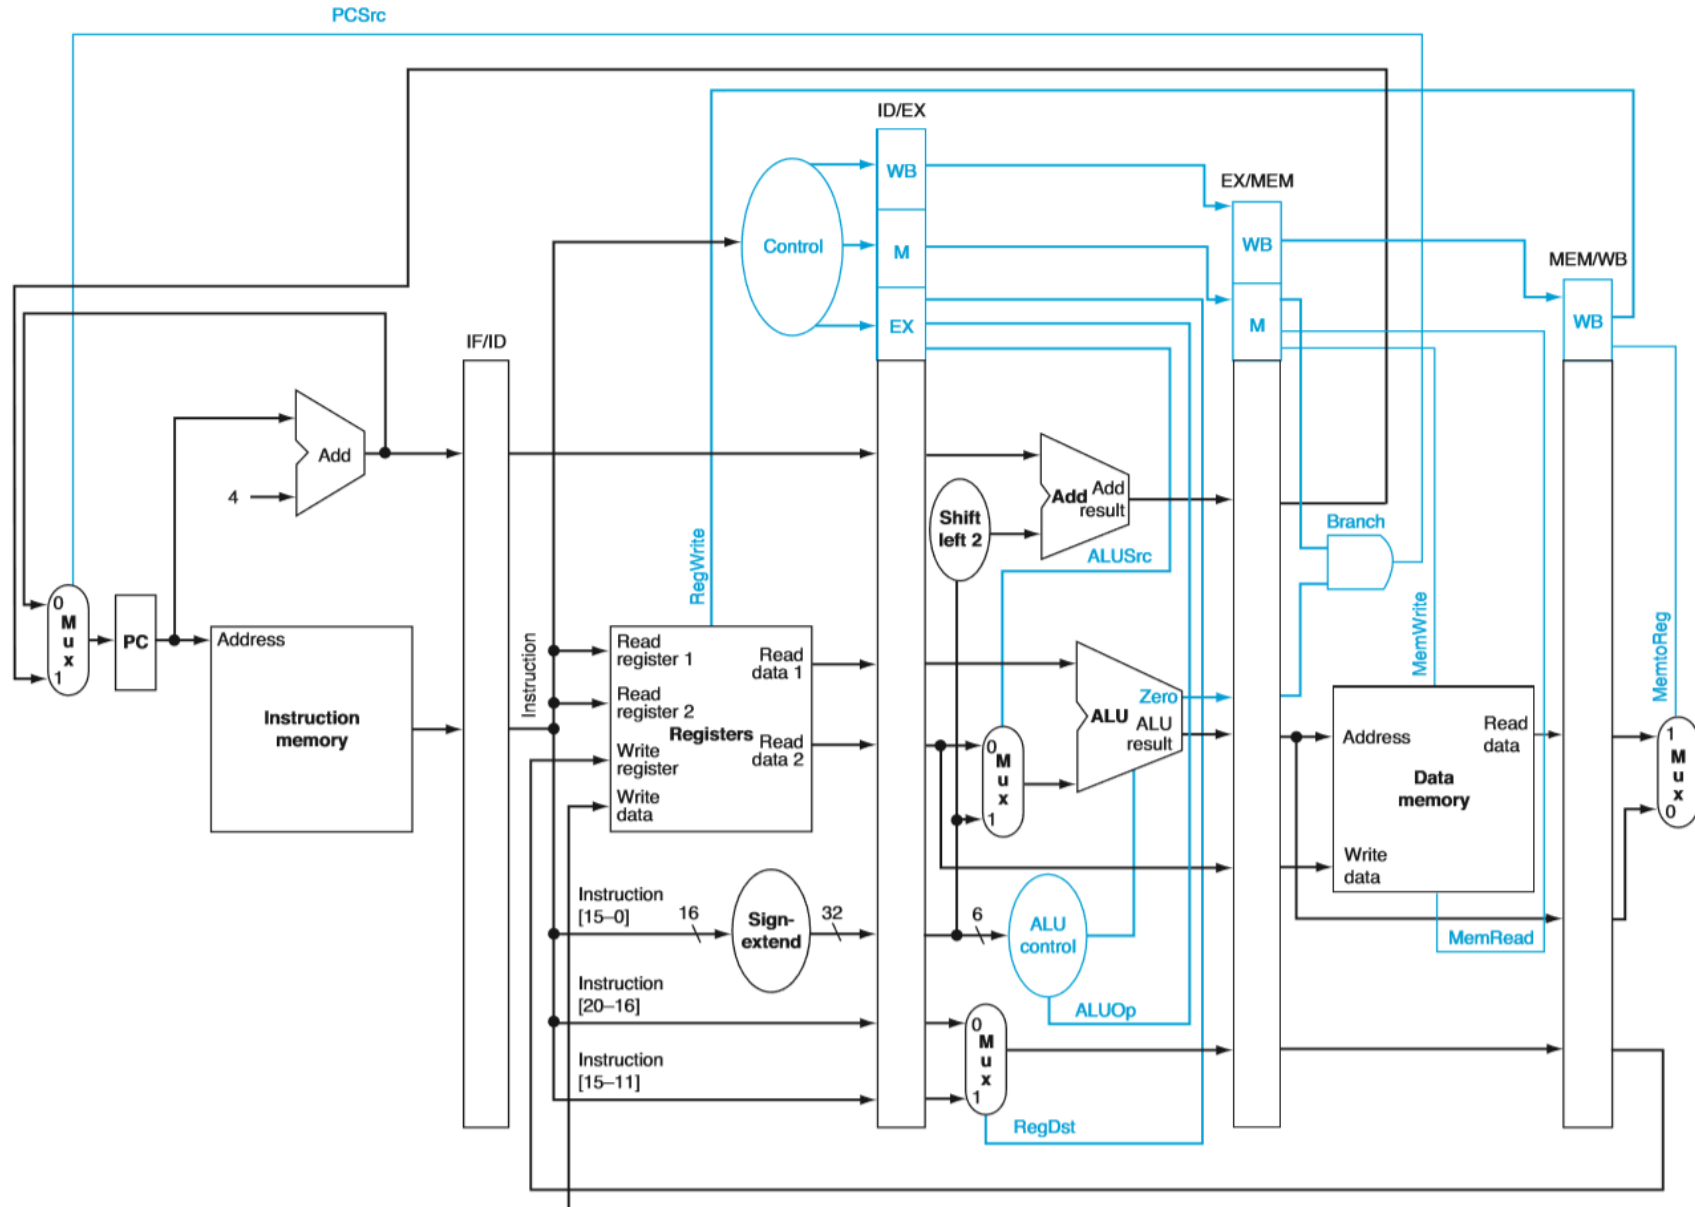 PCSrc
ID/EX
WB
EX/MEM
Control
M
WB
MEM/WB
EX
M
WB
IF/ID
Add
4
Add Add
result
Shift
left 2
Branch
ALUSrc
RegWrite
MemWrite
MemtoReg
0
M
u
x
1
PC
Address
Instruction
memory
Instruction
Read
register 1
Read
data 1
Read
register 2
Registers
Read
data 2
Write
register
Write
data
0
M
u
x
1
Zero
ALU
ALU
result
Address
Read
data
Data
memory
Write
data
1
M
u
x
0
Instruction
[15–0]
16
Sign-
extend
32
6
ALU
control
MemRead
Instruction
[20–16]
ALUOp
Instruction
[15–11]
0
M
u
x
1
RegDst